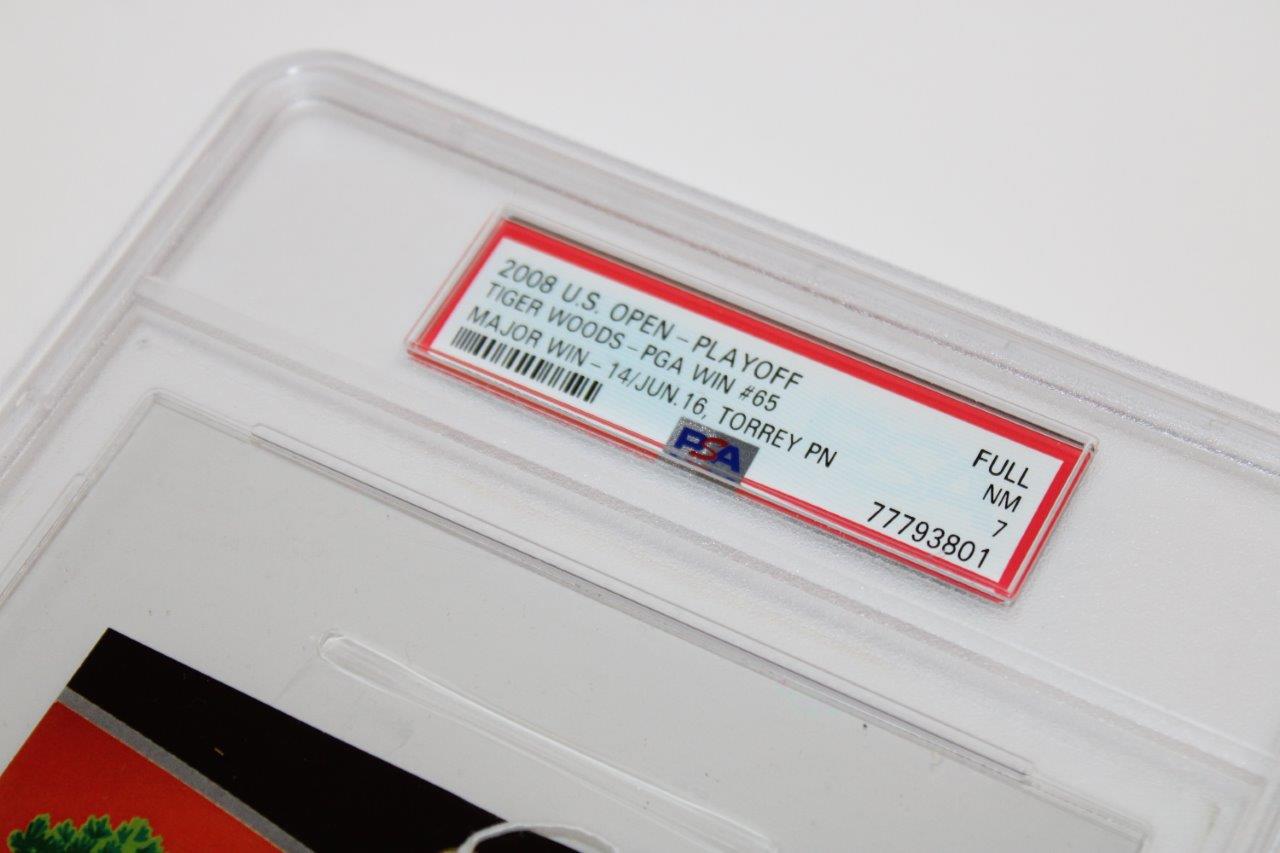 2008 U.S. OPEN – PLAYOFF
TIGER WOODS – PGA WIN #65
MAJOR WIN – 14/JUN.16, TORREY PN
PSA
FULL
NM
7
77793801